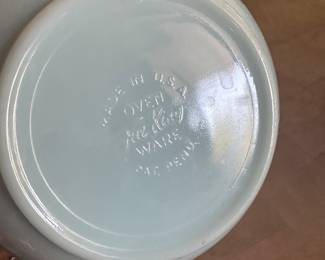 MADE IN U.S.A.
OVEN
Fire King
WARE
PAT. PEND.